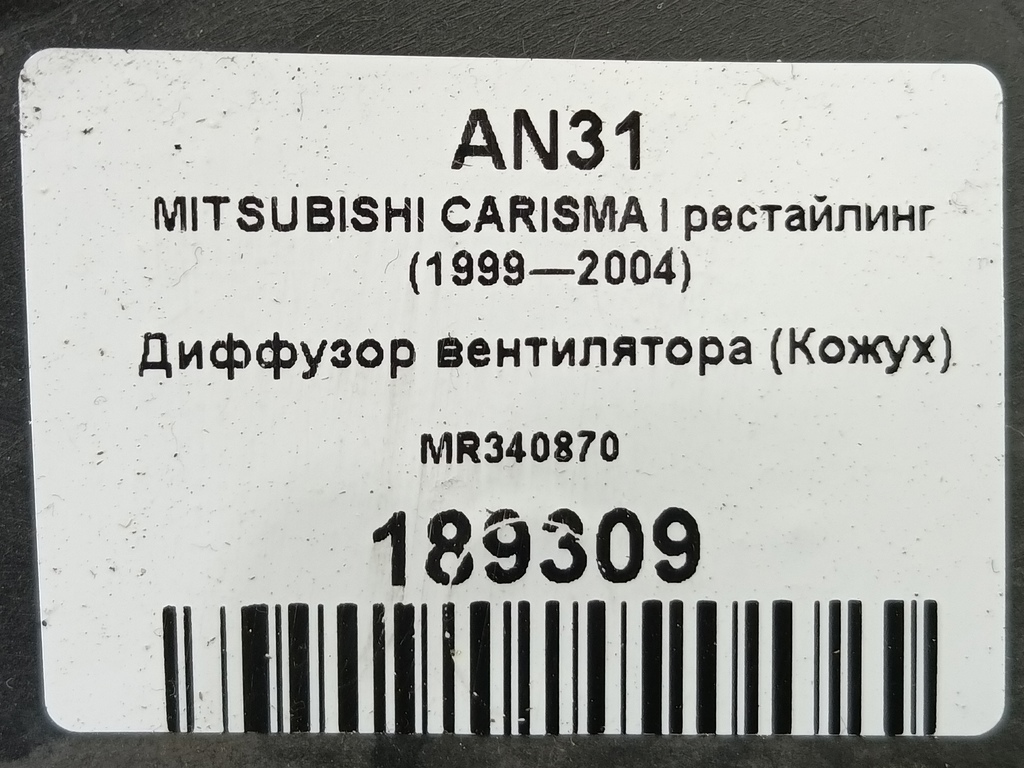 AN31
MITSUBISHI CARISMA I рестайлинг
(1999—2004)
Диффузор вентилятора (Кожух)
MR340870
189309